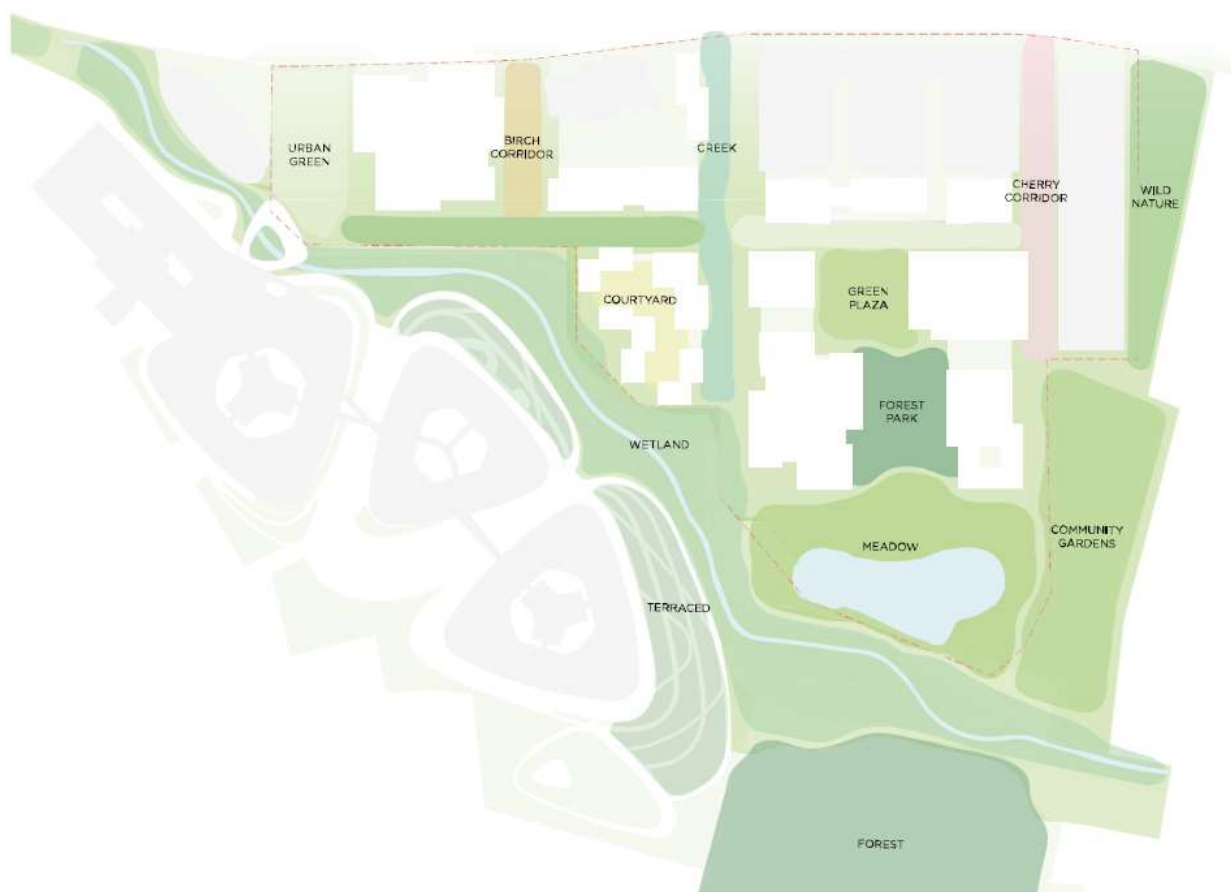 URBAN
GREEN
BIRCH
CORRIDOR
CREEK
CHERRY
CORRIDOR
WILD
NATURE
COURTYARD
GREEN
PLAZA
FOREST
PARK
WETLAND
MEADOW
COMMUNITY
GARDENS
TERRACED
FOREST